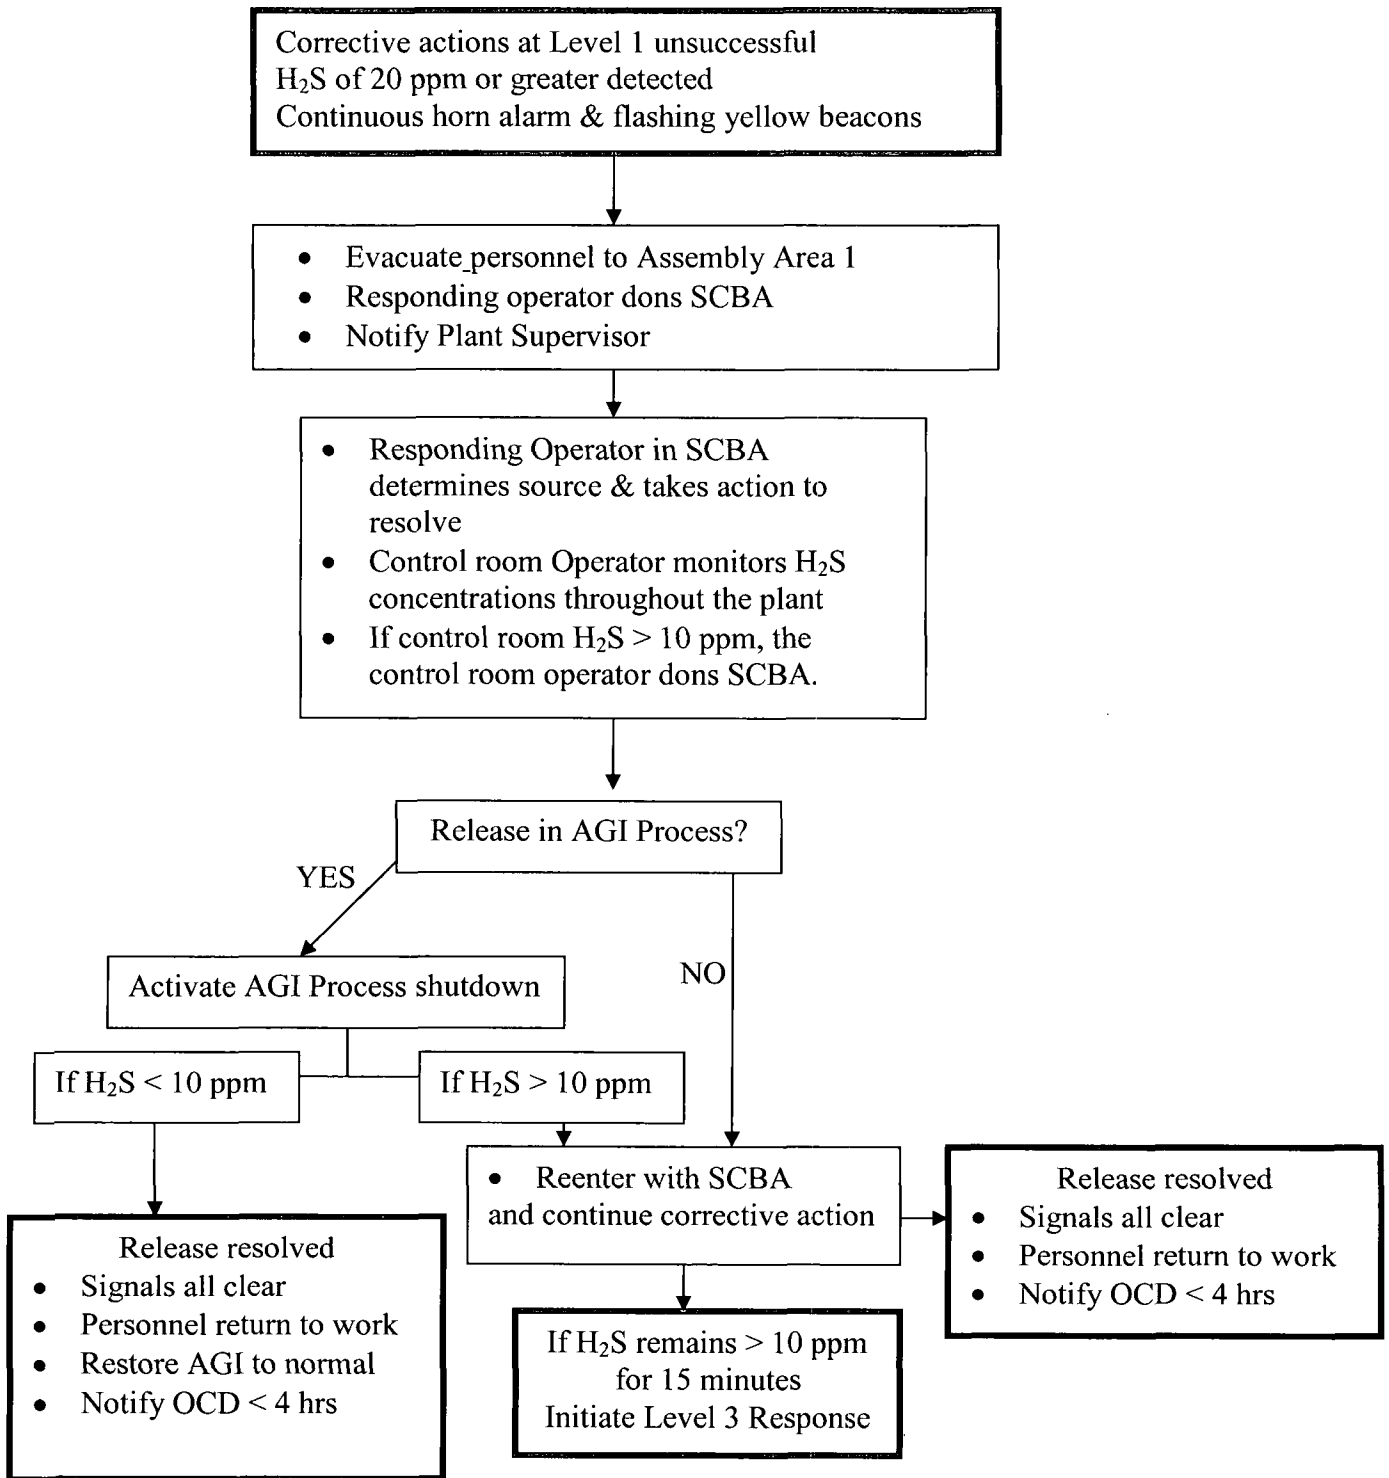 Corrective actions at Level 1 unsuccessful
H₂S of 20 ppm or greater detected
Continuous horn alarm & flashing yellow beacons
• Evacuate personnel to Assembly Area 1
• Responding operator dons SCBA
• Notify Plant Supervisor
• Responding Operator in SCBA
determines source & takes action to
resolve
• Control room Operator monitors H₂S
concentrations throughout the plant
• If control room H₂S > 10 ppm, the
control room operator dons SCBA.
Release in AGI Process?
YES
NO
Activate AGI Process shutdown
If H₂S < 10 ppm
If H₂S > 10 ppm
• Reenter with SCBA
and continue corrective action
Release resolved
• Signals all clear
• Personnel return to work
• Notify OCD < 4 hrs
Release resolved
• Signals all clear
• Personnel return to work
• Restore AGI to normal
• Notify OCD < 4 hrs
If H₂S remains > 10 ppm
for 15 minutes
Initiate Level 3 Response